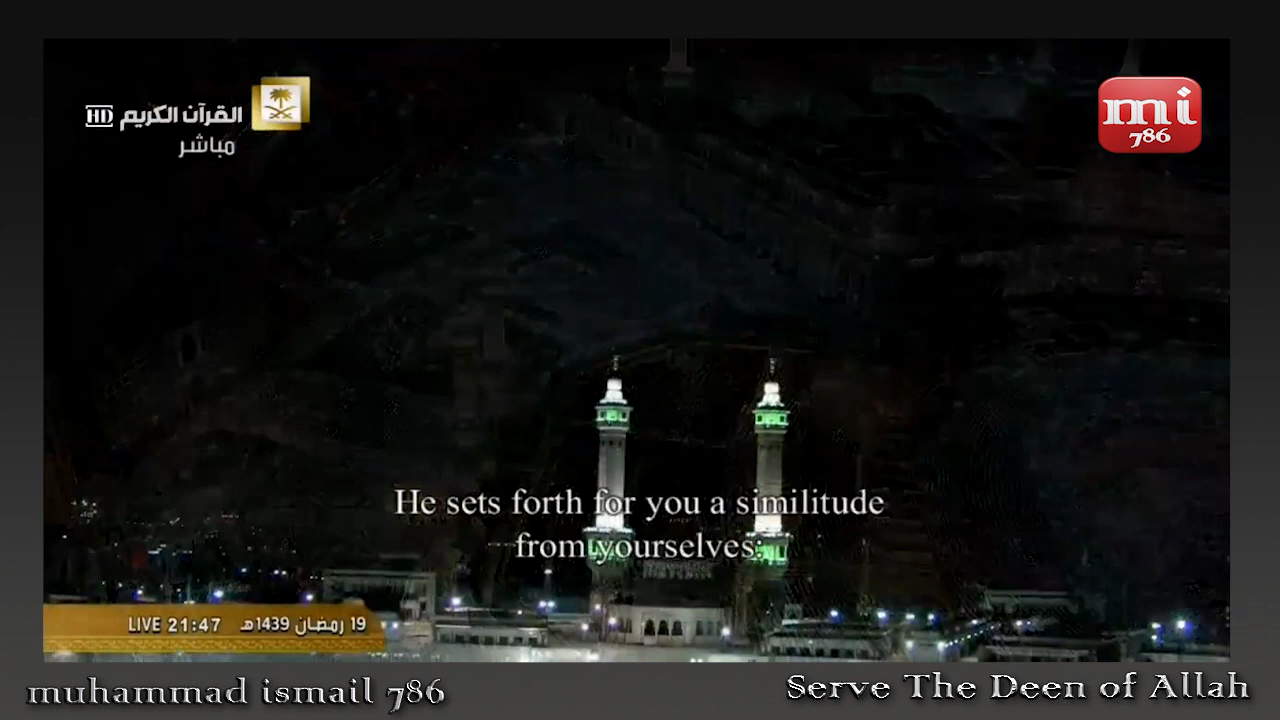 القرآن الكريم HD
مباشر
mi
786
He sets forth for you a similitude
from yourselves:
LIVE 21:47 19 رمضان 1439هـ
muhammad ismail 786
Serve The Deen of Allah